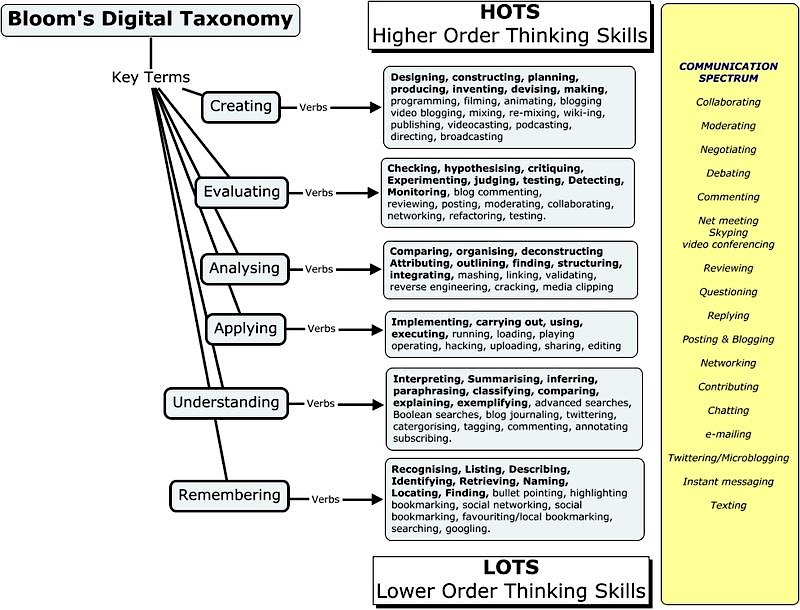 Bloom's Digital Taxonomy
HOTS
Higher Order Thinking Skills
Key Terms
Creating
Verbs
Designing, constructing, planning,
producing, inventing, devising, making,
programming, filming, animating, blogging
video blogging, mixing, re-mixing, wiki-ing,
publishing, videocasting, podcasting,
directing, broadcasting
Evaluating
Verbs
Checking, hypothesising, critiquing,
Experimenting, judging, testing, Detecting,
Monitoring, blog commenting,
reviewing, posting, moderating, collaborating,
networking, refactoring, testing.
Analysing
Verbs
Comparing, organising, deconstructing
Attributing, outlining, finding, structuring,
integrating, mashing, linking, validating,
reverse engineering, cracking, media clipping
Applying
Verbs
Implementing, carrying out, using,
executing, running, loading, playing
operating, hacking, uploading, sharing, editing
Understanding
Verbs
Interpreting, Summarising, inferring,
paraphrasing, classifying, comparing,
explaining, exemplifying, advanced searches,
Boolean searches, blog journaling, twittering,
catergorising, tagging, commenting, annotating
subscribing.
Remembering
Verbs
Recognising, Listing, Describing,
Identifying, Retrieving, Naming,
Locating, Finding, bullet pointing, highlighting
bookmarking, social networking, social
bookmarking, favouriting/local bookmarking,
searching, googling.
LOTS
Lower Order Thinking Skills
COMMUNICATION
SPECTRUM
Collaborating
Moderating
Negotiating
Debating
Commenting
Net meeting
Skyping
video conferencing
Reviewing
Questioning
Replying
Posting & Blogging
Networking
Contributing
Chatting
e-mailing
Twittering/Microblogging
Instant messaging
Texting